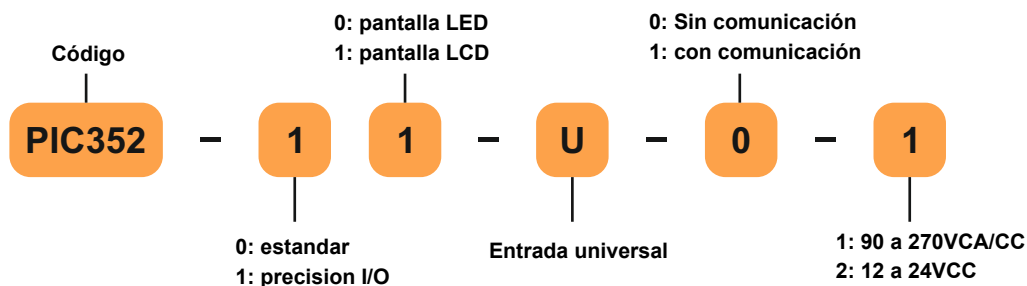 0: pantalla LED
1: pantalla LCD
0: Sin comunicación
1: con comunicación
Código
PIC352 - 1 1 - U - 0 - 1
0: estandar
1: precision I/O
Entrada universal
1: 90 a 270VCA/CC
2: 12 a 24VCC